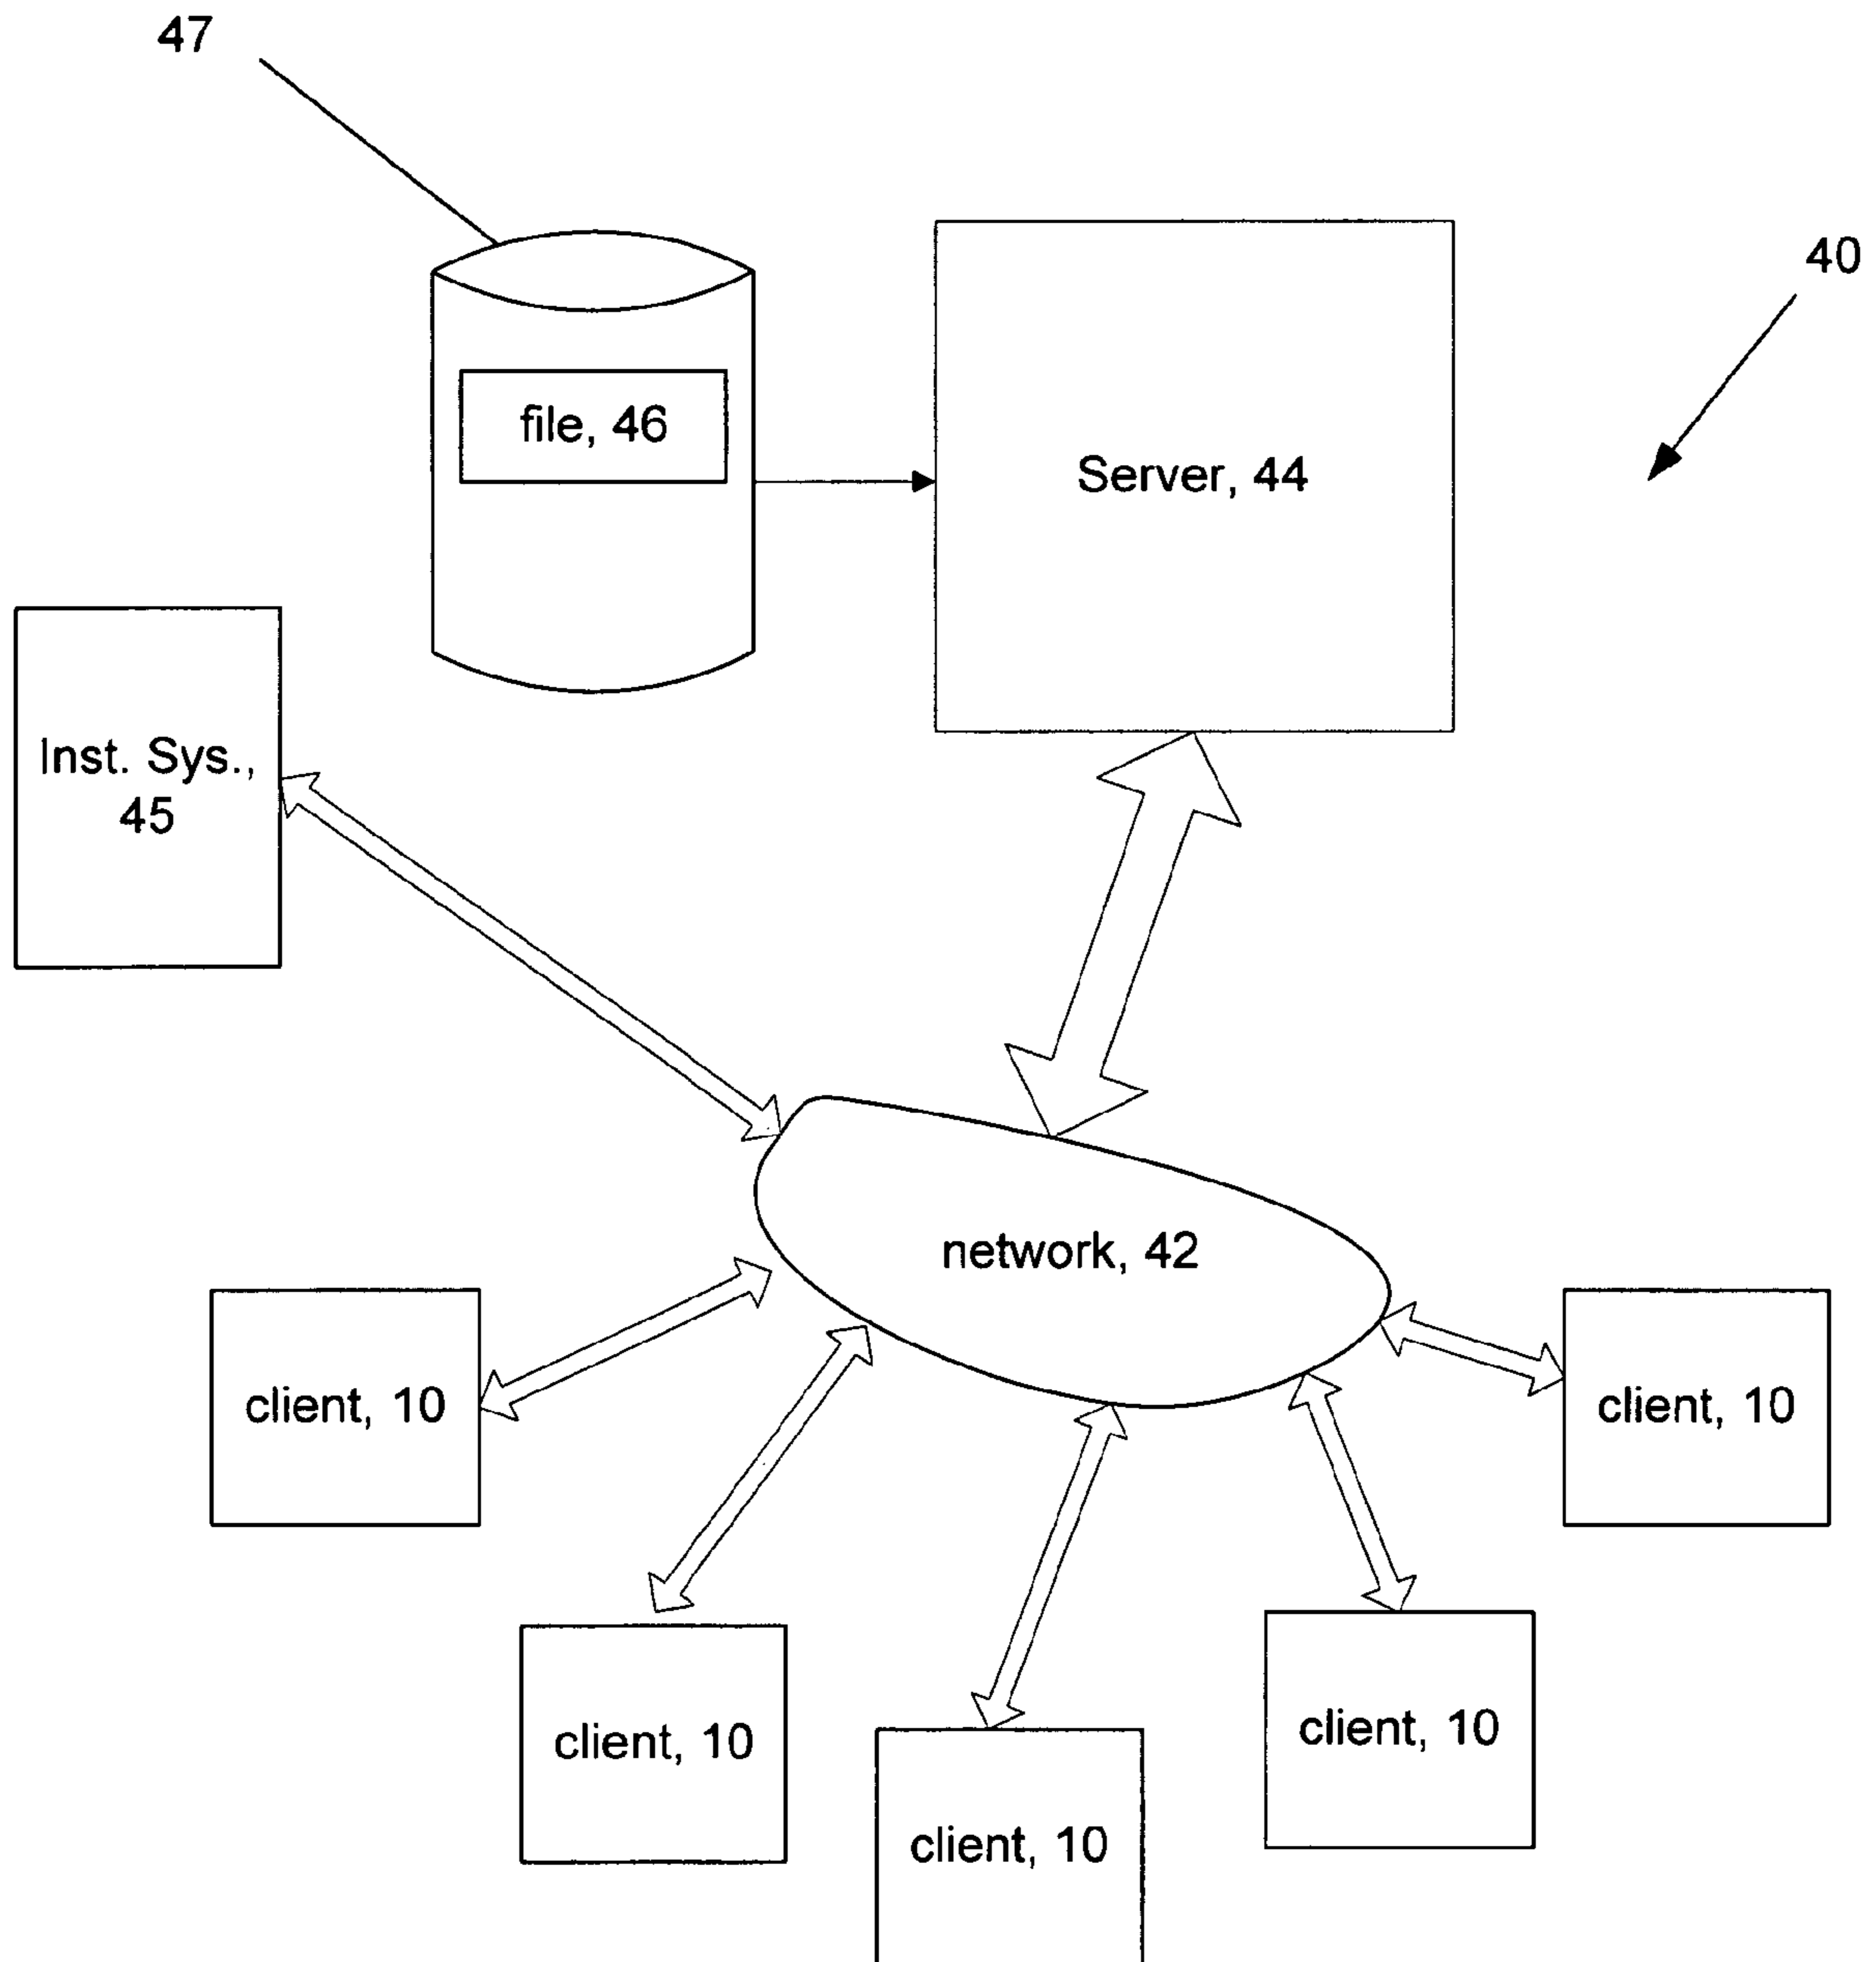 47
40
file, 46
Server, 44
Inst. Sys.,
45
network, 42
client, 10
client, 10
client, 10
client, 10
client, 10